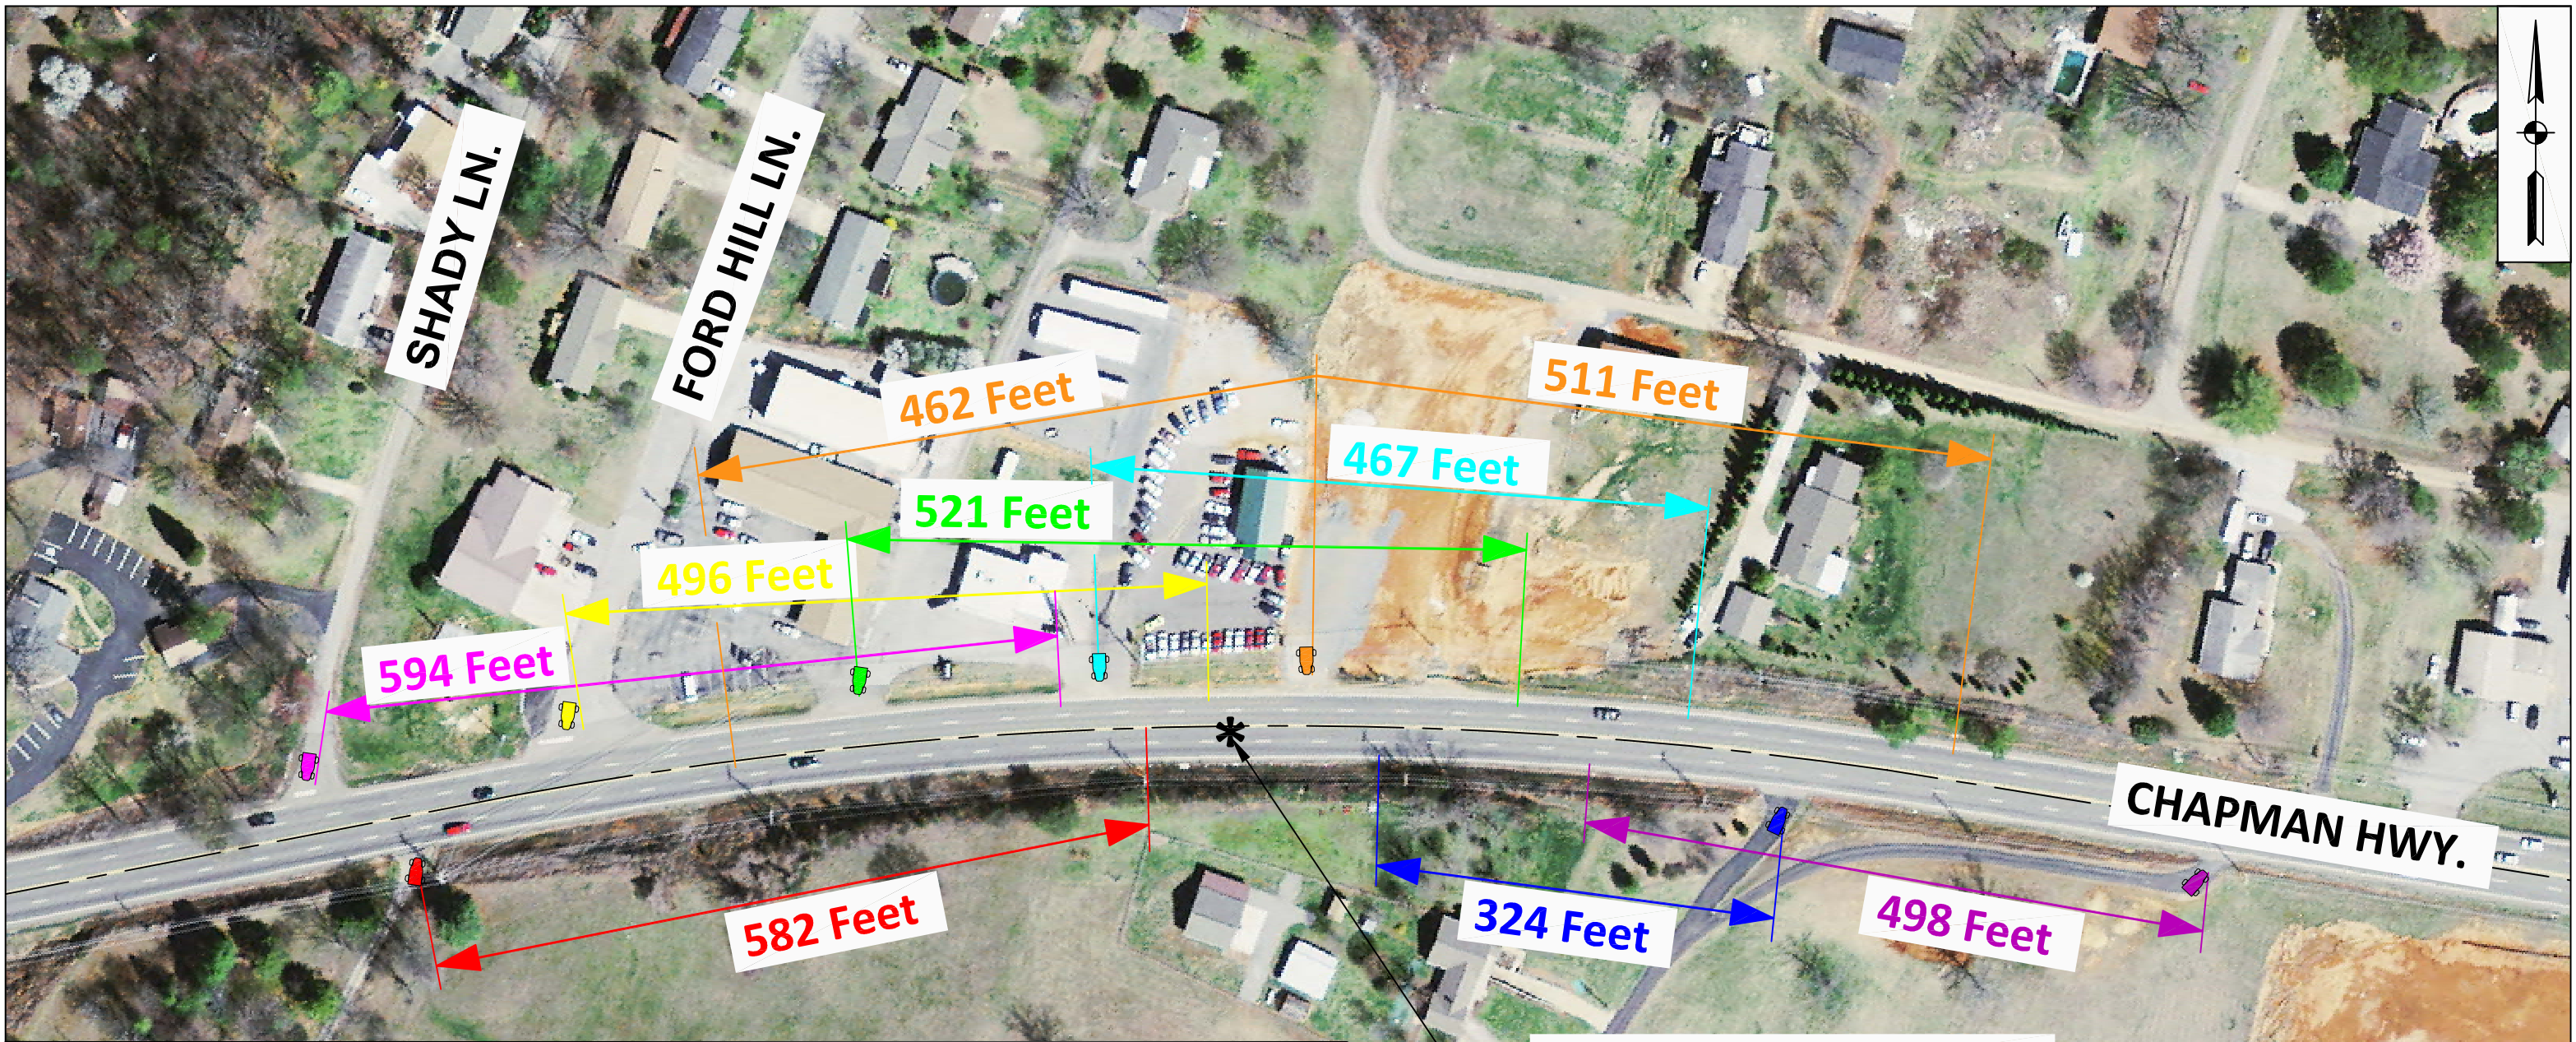 SHADY LN.
FORD HILL LN.
462 Feet
511 Feet
467 Feet
521 Feet
496 Feet
594 Feet
CHAPMAN HWY.
582 Feet
324 Feet
498 Feet